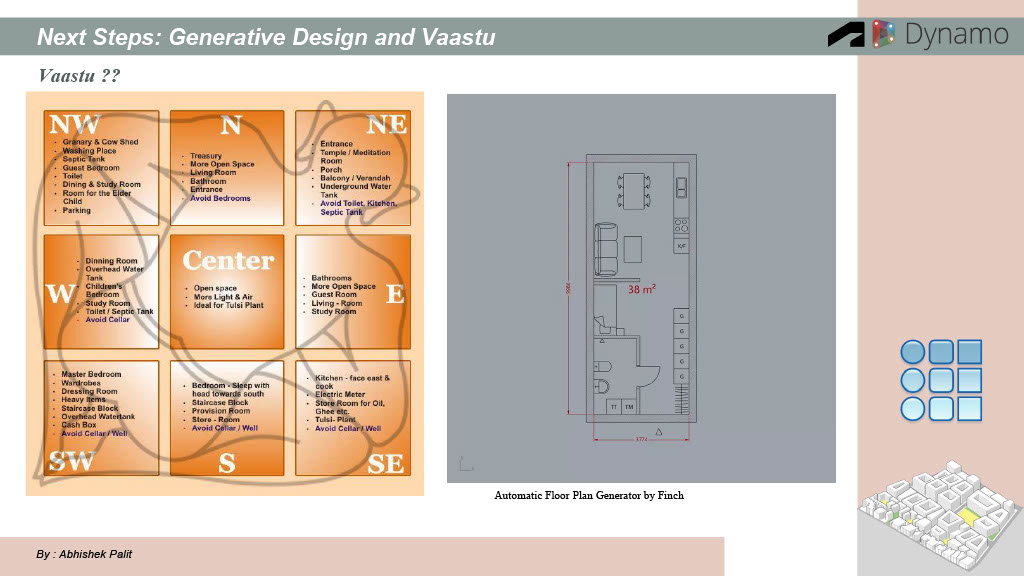 Next Steps: Generative Design and Vaastu
Dynamo
Vaastu ??
NW
• Granary & Cow Shed
• Washing Place
• Septic Tank
• Guest Bedroom
• Toilet
• Dining & Study Room
• Room for the Elder
Child
• Parking
N
• Treasury
• More Open Space
• Living Room
• Bathroom
• Entrance
• Avoid Bedrooms
NE
• Entrance
• Temple / Meditation
Room
• Porch
• Balcony / Verandah
• Underground Water
Tank
• Avoid Toilet, Kitchen,
Septic Tank
W
• Dinning Room
• Overhead Water
Tank
• Children's
Bedroom
• Study Room
• Toilet / Septic Tank
• Avoid Cellar
Center
• Open space
• More Light & Air
• Ideal for Tulsi Plant
E
• Bathrooms
• More Open Space
• Guest Room
• Living - Room
• Study Room
• Master Bedroom
• Wardrobes
• Dressing Room
• Heavy Items
• Staircase Block
• Overhead Watertank
• Cash Box
• Avoid Cellar / Well
SW
• Bedroom - Sleep with
head towards south
• Staircase Block
• Provision Room
• Store - Room
• Avoid Cellar / Well
S
• Kitchen - face east &
cook
• Electric Meter
• Store Room for Oil,
Ghee etc.
• Tulsi- Plant
• Avoid Cellar / Well
SE
K/F
38 m²
TT
TM
Automatic Floor Plan Generator by Finch
By : Abhishek Palit